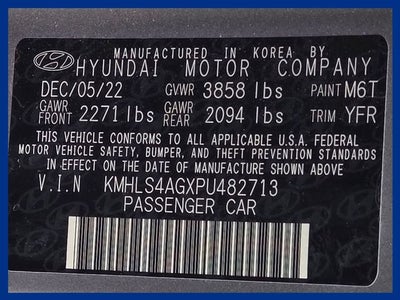 MANUFACTURED IN KOREA BY
HYUNDAI MOTOR COMPANY
DEC/05/22 GVWR 3858 lbs PAINT M6T
GAWR FRONT 2271 lbs GAWR REAR 2094 lbs TRIM YFR
THIS VEHICLE CONFORMS TO ALL APPLICABLE U.S.A. FEDERAL
MOTOR VEHICLE SAFETY, BUMPER, AND THEFT PREVENTION STANDARDS
IN EFFECT ON THE DATE OF MANUFACTURE SHOWN ABOVE.
V.I.N KMHLS4AGXPU482713
PASSENGER CAR